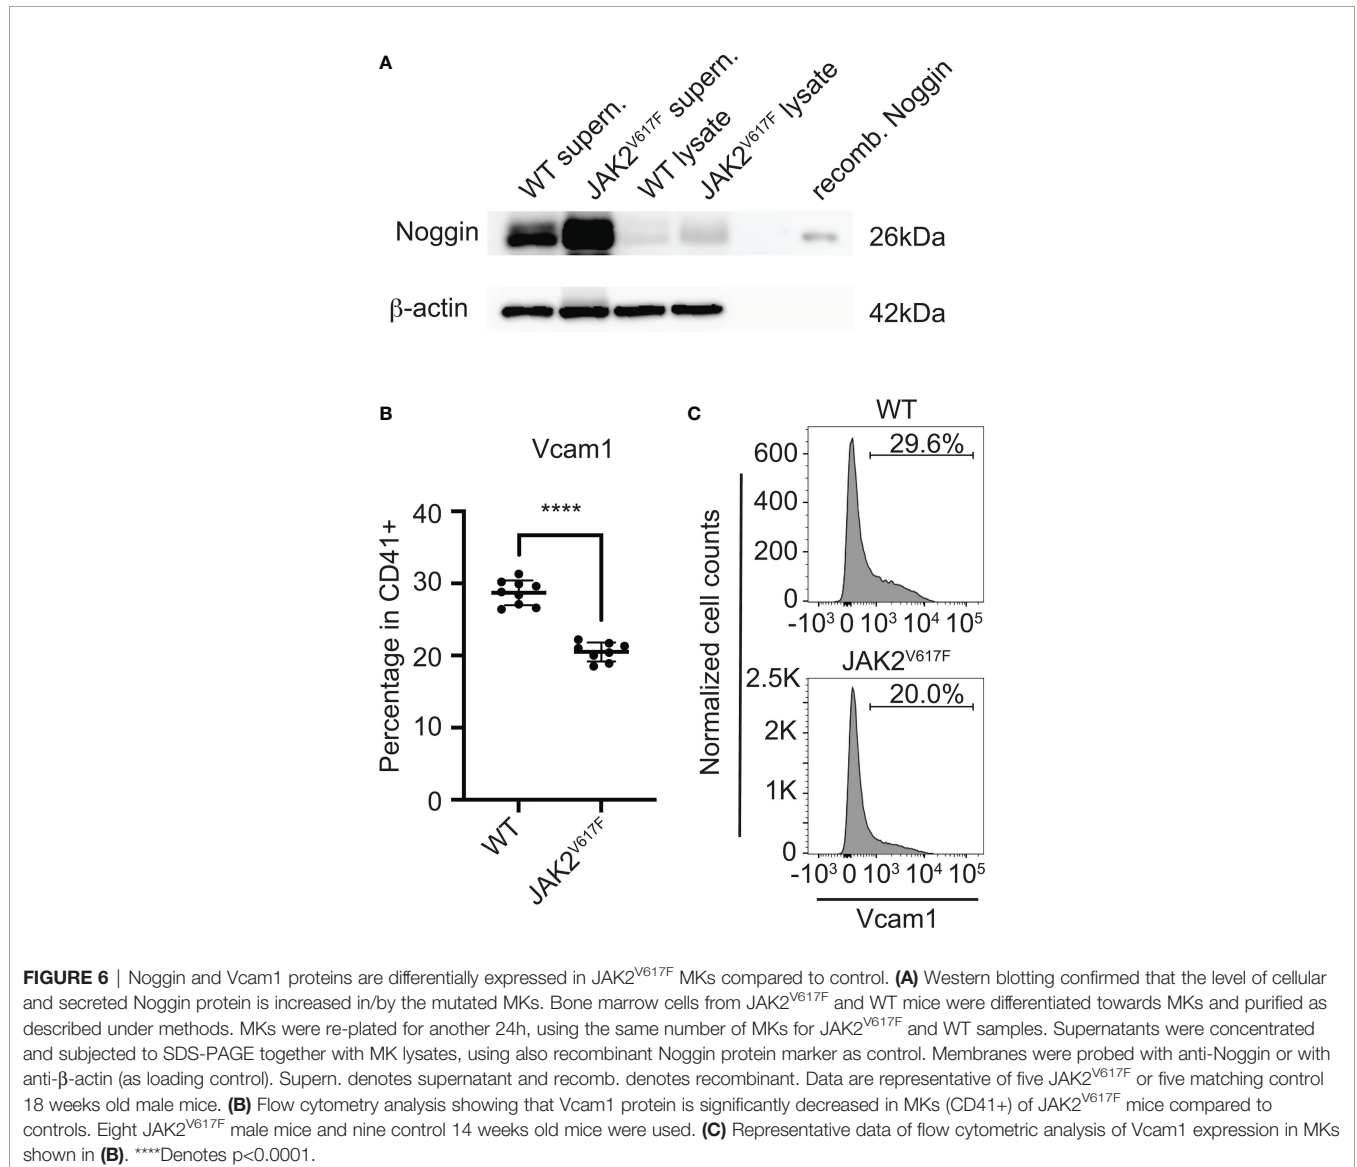 A
WT supern.
JAK2V617F supern.
WT lysate
JAK2V617F lysate
recomb. Noggin
Noggin
26kDa
β-actin
42kDa
B
Vcam1
****
Percentage in CD41+
40
30
20
10
0
WT
JAK2V617F
C
Normalized cell counts
WT
29.6%
600
400
200
0
-10³ 0 10³ 10⁴ 10⁵
JAK2V617F
20.0%
2.5K
2K
1K
0
-10³ 0 10³ 10⁴ 10⁵
Vcam1
FIGURE 6 | Noggin and Vcam1 proteins are differentially expressed in JAK2V617F MKs compared to control. (A) Western blotting confirmed that the level of cellular
and secreted Noggin protein is increased in/by the mutated MKs. Bone marrow cells from JAK2V617F and WT mice were differentiated towards MKs and purified as
described under methods. MKs were re-plated for another 24h, using the same number of MKs for JAK2V617F and WT samples. Supernatants were concentrated
and subjected to SDS-PAGE together with MK lysates, using also recombinant Noggin protein marker as control. Membranes were probed with anti-Noggin or with
anti-β-actin (as loading control). Supern. denotes supernatant and recomb. denotes recombinant. Data are representative of five JAK2V617F or five matching control
18 weeks old male mice. (B) Flow cytometry analysis showing that Vcam1 protein is significantly decreased in MKs (CD41+) of JAK2V617F mice compared to
controls. Eight JAK2V617F male mice and nine control 14 weeks old mice were used. (C) Representative data of flow cytometric analysis of Vcam1 expression in MKs
shown in (B). ****Denotes p<0.0001.